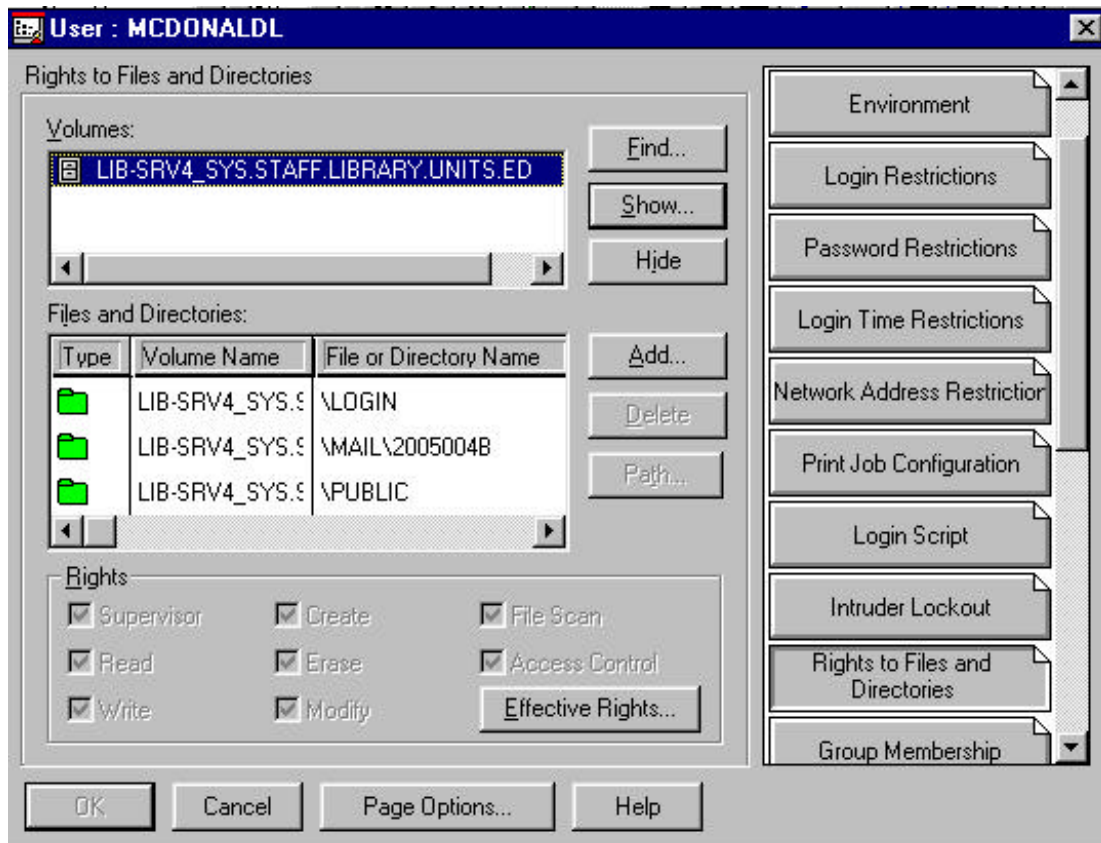 User : MCDONALDL
Rights to Files and Directories
Volumes:
LIB-SRV4_SYS.STAFF.LIBRARY.UNITS.ED
Find...
Show...
Hide
Files and Directories:
Type Volume Name File or Directory Name
LIB-SRV4_SYS.S \LOGIN
LIB-SRV4_SYS.S \MAIL\2005004B
LIB-SRV4_SYS.S \PUBLIC
Add...
Delete
Path...
Rights
Supervisor Create File Scan
Read Erase Access Control
Write Modify Effective Rights...
OK Cancel Page Options... Help
Environment
Login Restrictions
Password Restrictions
Login Time Restrictions
Network Address Restriction
Print Job Configuration
Login Script
Intruder Lockout
Rights to Files and
Directories
Group Membership